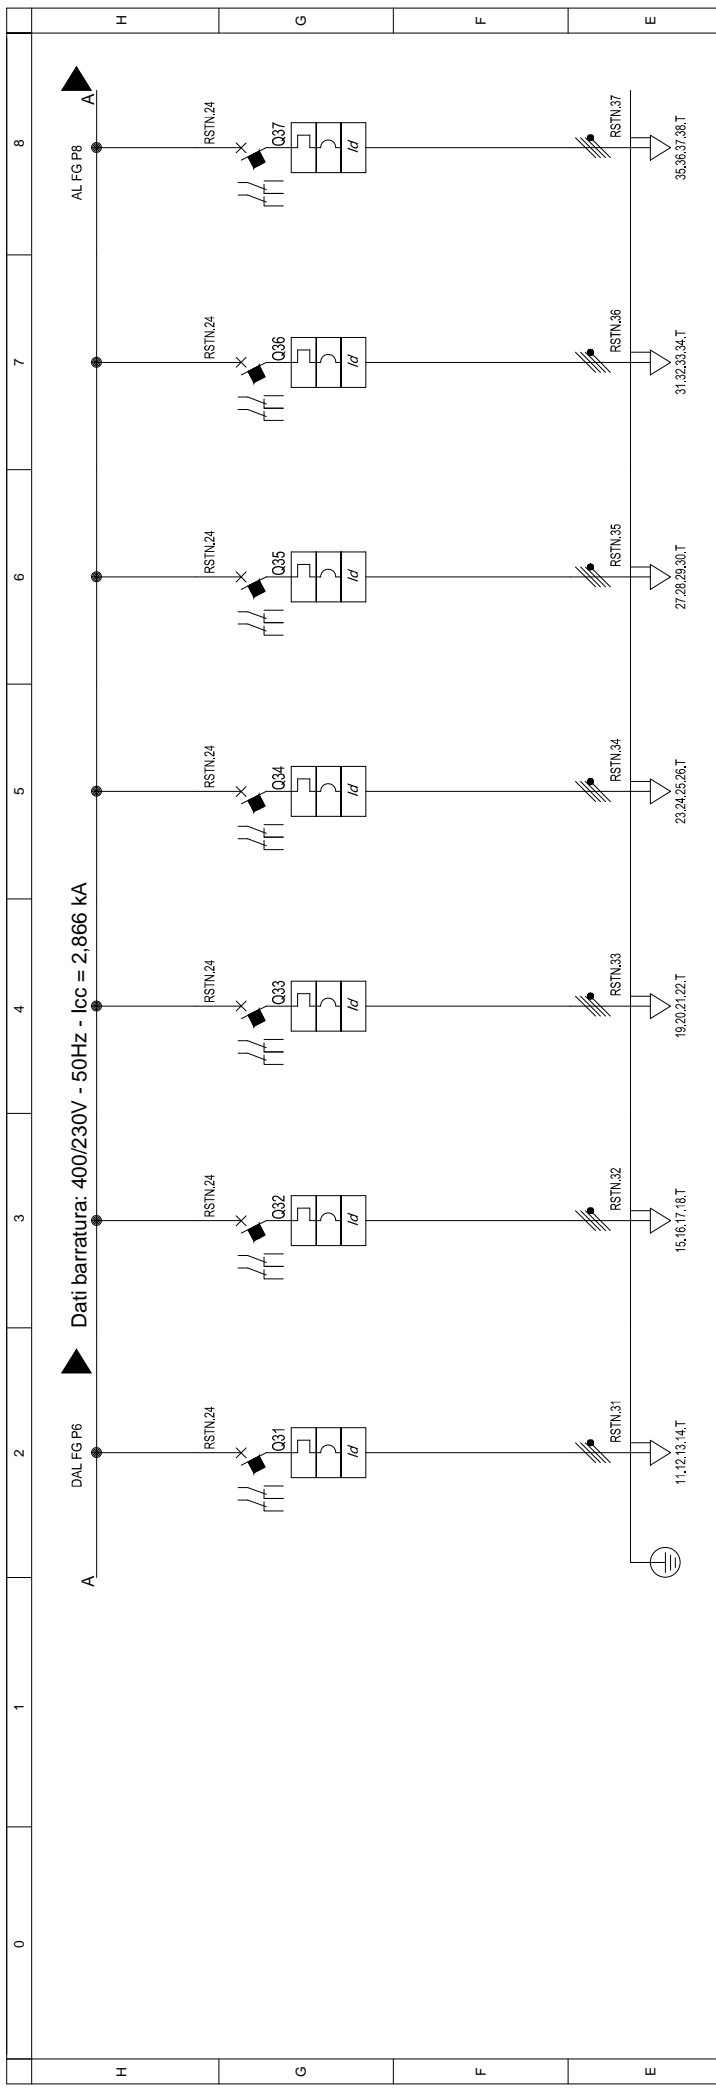 0 1 2 3 4 5 6 7 8
H H
DAL FG P6
Dati barratura: 400/230V - 50Hz - Icc = 2,866 kA
AL FG P8
A A
RSTN.24 RSTN.24 RSTN.24 RSTN.24 RSTN.24 RSTN.24 RSTN.24
G G
Q31 Q32 Q33 Q34 Q35 Q36 Q37
Id Id Id Id Id Id Id
F F
RSTN.31 RSTN.32 RSTN.33 RSTN.34 RSTN.35 RSTN.36 RSTN.37
E E
11.12.13.14.T 15.16.17.18.T 19.20.21.22.T 23.24.25.26.T 27.28.29.30.T 31.32.33.34.T 35.36.37.38.T